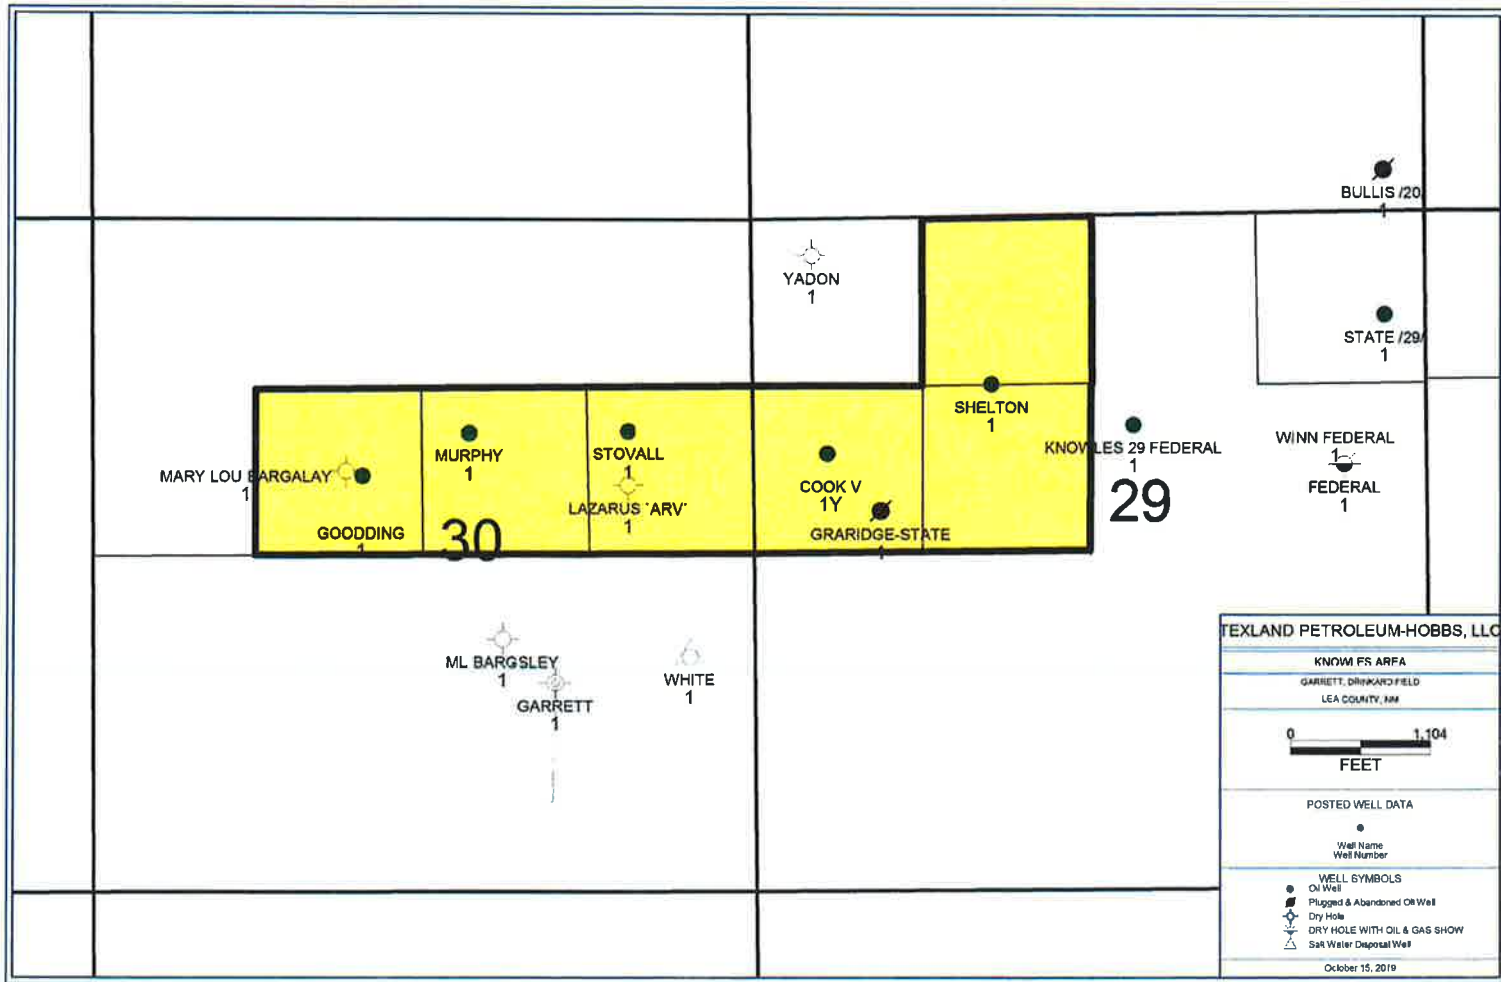 BULLIS /20
1
YADON
1
STATE /29/
1
SHELTON
1
KNOWLES 29 FEDERAL
1
29
WINN FEDERAL
1
FEDERAL
1
MURPHY
1
STOVALL
1
MARY LOU BARGALAY
1
COOK V
1Y
LAZARUS "ARV"
1
GOODDING
1
30
GRARIDGE-STATE
1
ML BARGSLEY
1
GARRETT
1
WHITE
1
TEXLAND PETROLEUM-HOBBS, LLC
KNOWLES AREA
GARRETT, DRINKARD FIELD
LEA COUNTY, NM
0 1,104
FEET
POSTED WELL DATA
Well Name
Well Number
WELL SYMBOLS
Oil Well
Plugged & Abandoned Oil Well
Dry Hole
DRY HOLE WITH OIL & GAS SHOW
Salt Water Disposal Well
October 15, 2019